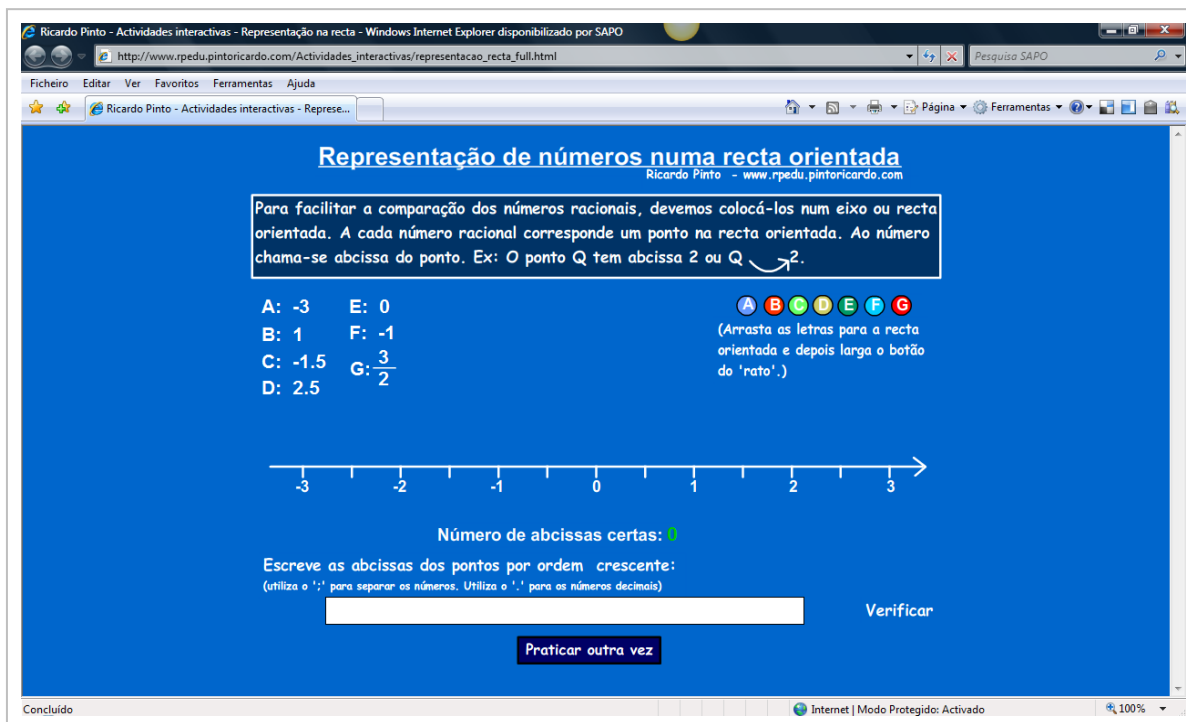 Ricardo Pinto - Actividades interactivas - Representação na recta - Windows Internet Explorer disponibilizado por SAPO
http://www.rpedu.pintoricardo.com/Actividades_interactivas/representacao_recta_full.html
Pesquisa SAPO
Ficheiro Editar Ver Favoritos Ferramentas Ajuda
Ricardo Pinto - Actividades interactivas - Represe...
Página Ferramentas
Representação de números numa recta orientada
Ricardo Pinto - www.rpedu.pintoricardo.com
Para facilitar a comparação dos números racionais, devemos colocá-los num eixo ou recta
orientada. A cada número racional corresponde um ponto na recta orientada. Ao número
chama-se abcissa do ponto. Ex: O ponto Q tem abcissa 2 ou Q 2.
A: -3 E: 0
B: 1 F: -1
C: -1.5 G: 3/2
D: 2.5
A B C D E F G
(Arrasta as letras para a recta
orientada e depois larga o botão
do 'rato'.)
-3 -2 -1 0 1 2 3
Número de abcissas certas: 0
Escreve as abcissas dos pontos por ordem crescente:
(utiliza o ';' para separar os números. Utiliza o '.' para os números decimais)
Verificar
Praticar outra vez
Concluído
Internet | Modo Protegido: Activado
100%